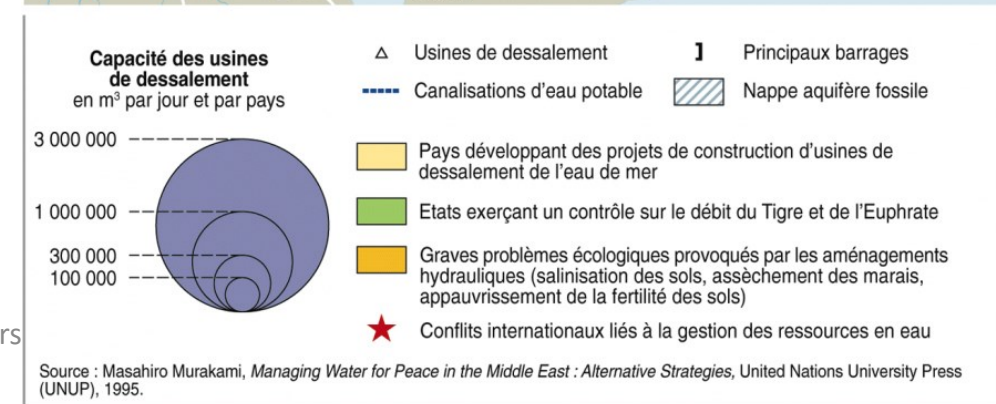 Capacité des usines
de dessalement
en m³ par jour et par pays
3 000 000
1 000 000
300 000
100 000
Usines de dessalement
Principaux barrages
Canalisations d'eau potable
Nappe aquifère fossile
Pays développant des projets de construction d'usines de
dessalement de l'eau de mer
Etats exerçant un contrôle sur le débit du Tigre et de l'Euphrate
Graves problèmes écologiques provoqués par les aménagements
hydrauliques (salinisation des sols, assèchement des marais,
appauvrissement de la fertilité des sols)
Conflits internationaux liés à la gestion des ressources en eau
rs
Source : Masahiro Murakami, Managing Water for Peace in the Middle East : Alternative Strategies, United Nations University Press
(UNUP), 1995.